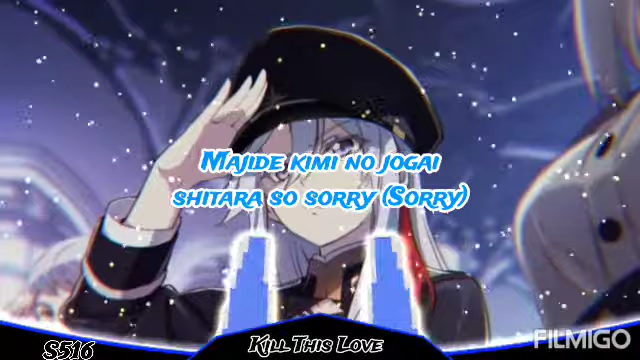 Majide kimi no jogai
shitara so sorry (Sorry)
S516
Kill This Love
FILMIGO